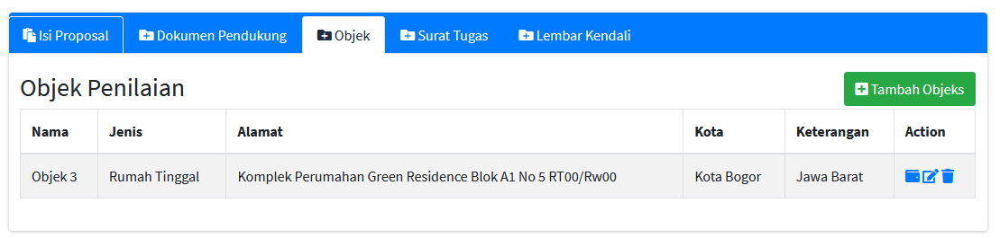 Isi Proposal Dokumen Pendukung Objek Surat Tugas Lembar Kendali
Objek Penilaian
Tambah Objeks
Nama Jenis Alamat Kota Keterangan Action
Objek 3 Rumah Tinggal Komplek Perumahan Green Residence Blok A1 No 5 RT00/Rw00 Kota Bogor Jawa Barat